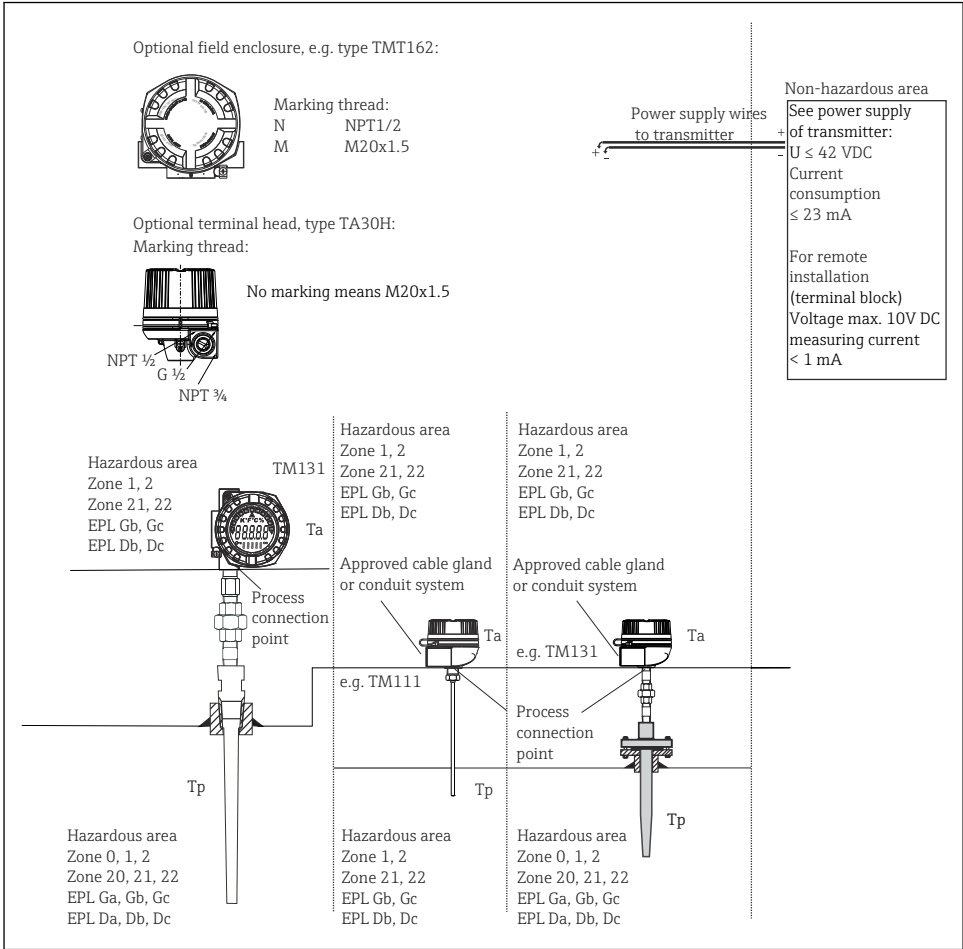 Optional field enclosure, e.g. type TMT162:
Marking thread:
N NPT1/2
M M20x1.5
Optional terminal head, type TA30H:
Marking thread:
No marking means M20x1.5
NPT ½
G ½
NPT ¾
Power supply wires
to transmitter
+
-
+
-
Non-hazardous area
See power supply
of transmitter:
U ≤ 42 VDC
Current
consumption
≤ 23 mA
For remote
installation
(terminal block)
Voltage max. 10V DC
measuring current
< 1 mA
Hazardous area
Zone 1, 2
Zone 21, 22
EPL Gb, Gc
EPL Db, Dc
TM131
Ta
Process
connection
point
Tp
Hazardous area
Zone 0, 1, 2
Zone 20, 21, 22
EPL Ga, Gb, Gc
EPL Da, Db, Dc
Hazardous area
Zone 1, 2
Zone 21, 22
EPL Gb, Gc
EPL Db, Dc
Approved cable gland
or conduit system
Ta
e.g. TM111
Tp
Hazardous area
Zone 1, 2
Zone 21, 22
EPL Gb, Gc
EPL Db, Dc
Hazardous area
Zone 1, 2
Zone 21, 22
EPL Gb, Gc
EPL Db, Dc
Approved cable gland
or conduit system
Ta
e.g. TM131
Process
connection
point
Tp
Hazardous area
Zone 0, 1, 2
Zone 20, 21, 22
EPL Ga, Gb, Gc
EPL Da, Db, Dc